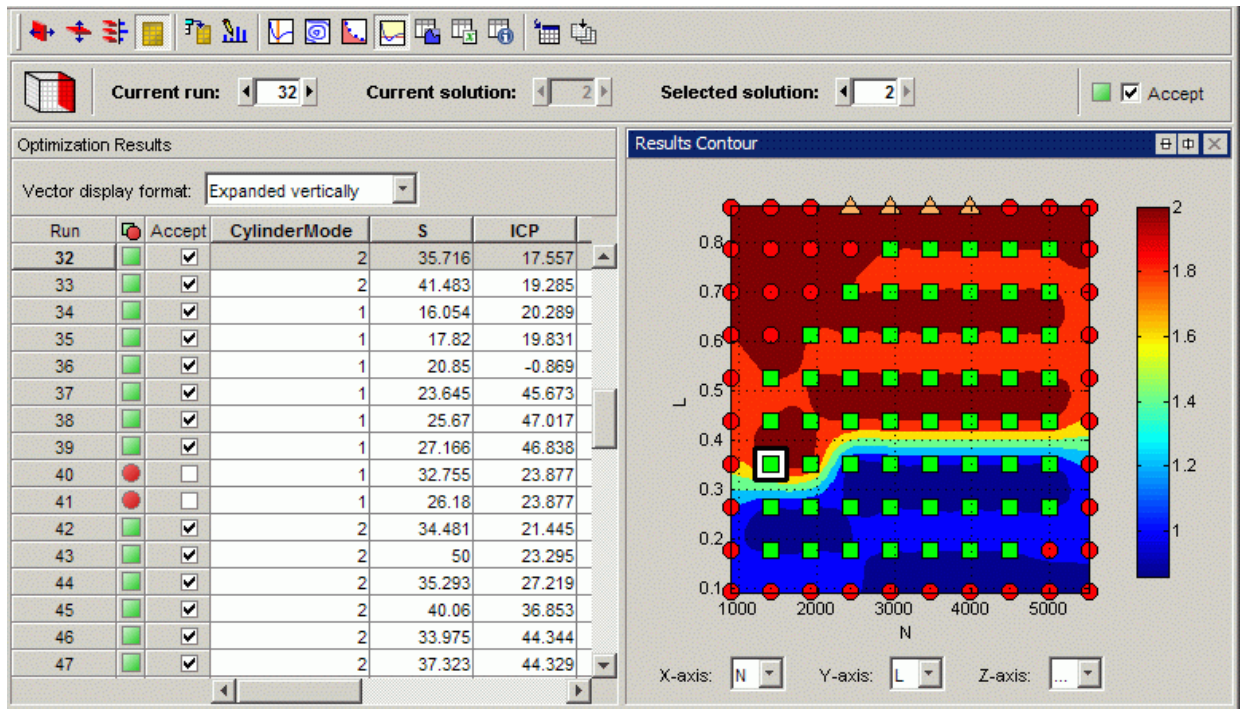 Current run: 32 Current solution: 2 Selected solution: 2 Accept
Optimization Results
Vector display format: Expanded vertically
Run Accept CylinderMode S ICP
32 2 35.716 17.557
33 2 41.483 19.285
34 1 16.054 20.289
35 1 17.82 19.831
36 1 20.85 -0.869
37 1 23.645 45.673
38 1 25.67 47.017
39 1 27.166 46.838
40 1 32.755 23.877
41 1 26.18 23.877
42 2 34.481 21.445
43 2 50 23.295
44 2 35.293 27.219
45 2 40.06 36.853
46 2 33.975 44.344
47 2 37.323 44.329
Results Contour
0.8
0.7
0.6
0.5
0.4
0.3
0.2
0.1
L
1000 2000 3000 4000 5000
N
2
1.8
1.6
1.4
1.2
1
X-axis: N Y-axis: L Z-axis: ...